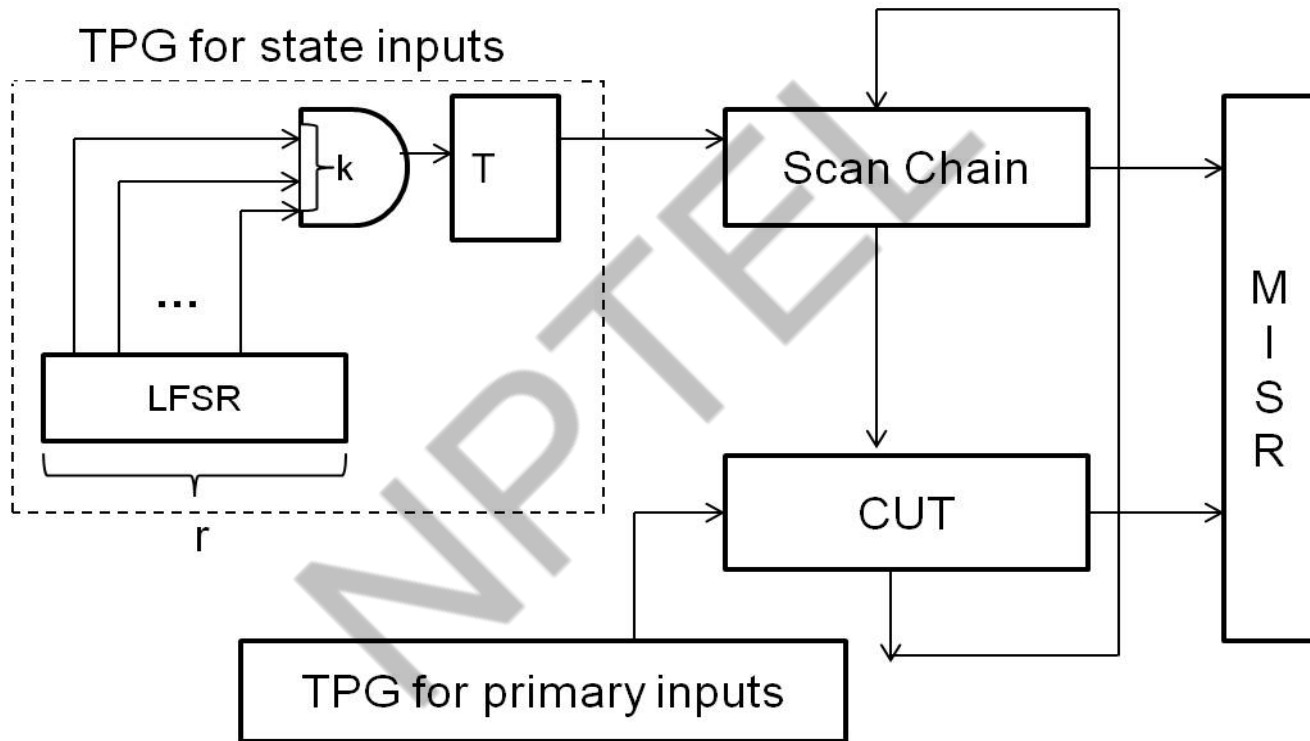 TPG for state inputs
k
T
Scan Chain
...
LFSR
r
CUT
TPG for primary inputs
M
I
S
R
NPTEL